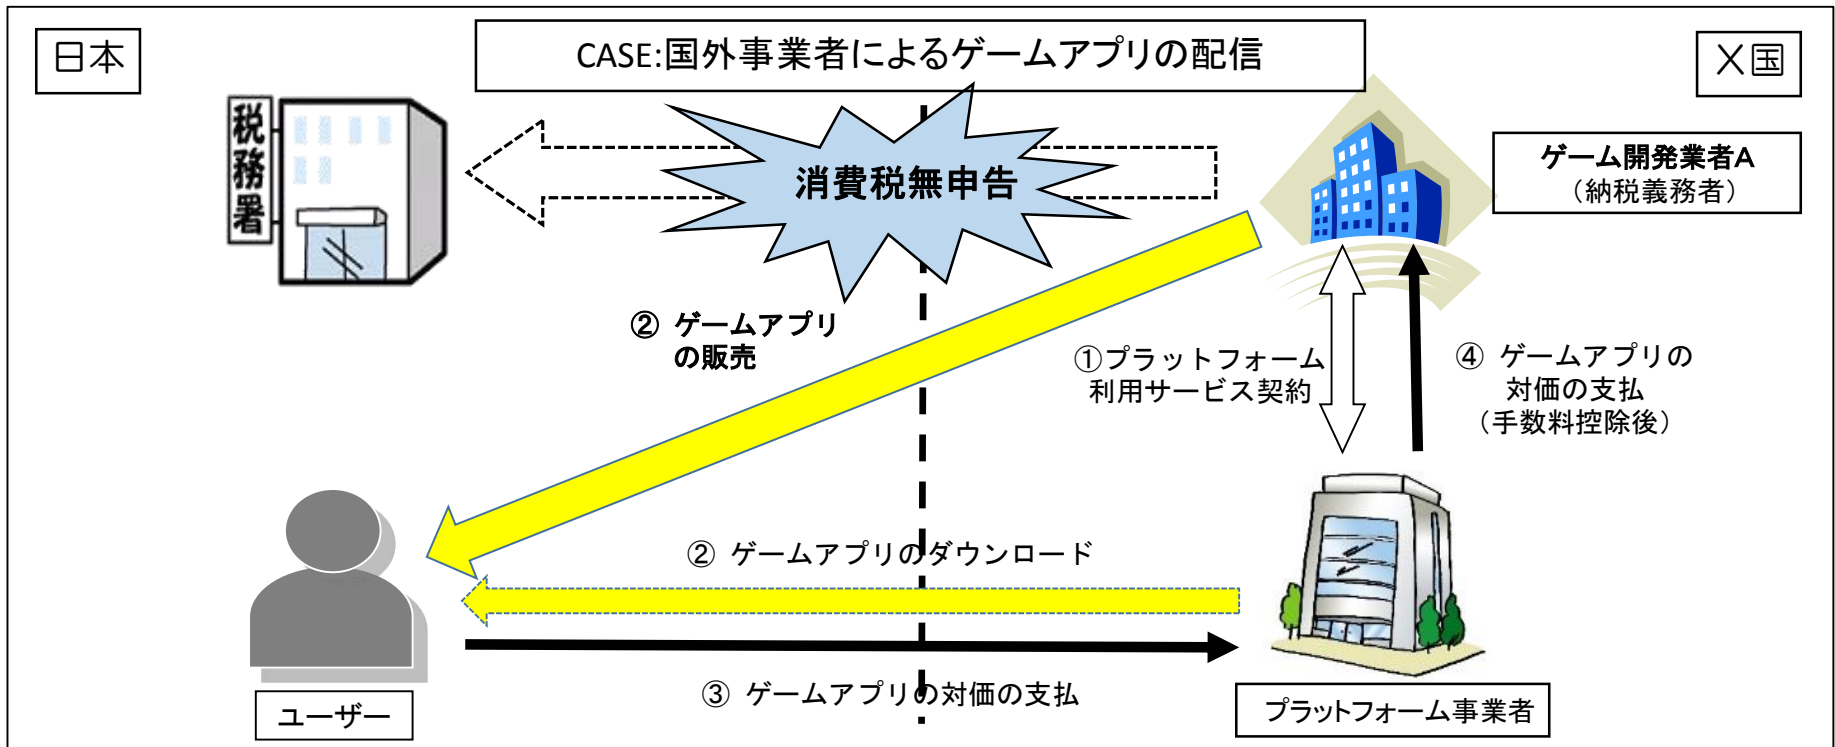 日本
CASE:国外事業者によるゲームアプリの配信
X国
税務署
消費税無申告
ゲーム開発業者A
（納税義務者）
② ゲームアプリ
の販売
①プラットフォーム
利用サービス契約
④ ゲームアプリの
対価の支払
（手数料控除後）
② ゲームアプリのダウンロード
③ ゲームアプリの対価の支払
ユーザー
プラットフォーム事業者